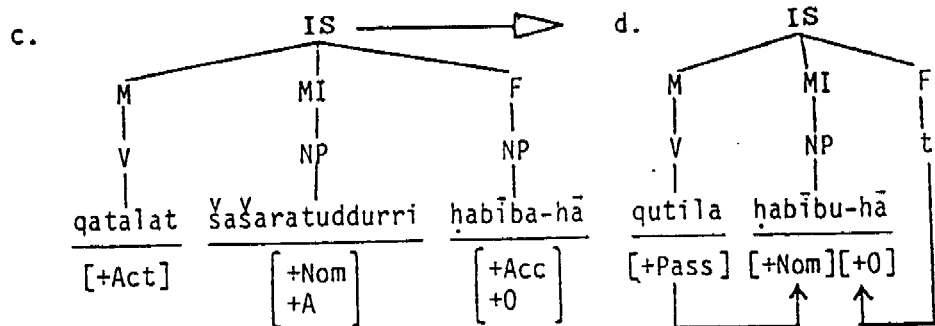 c. IS d. IS
M MI F M MI F
V NP NP V NP t
qatalat šašaratuddurri ḥabība-hā qutila ḥabību-hā
[+Act] [+Nom +A] [+Acc +O] [+Pass] [+Nom] [+O]